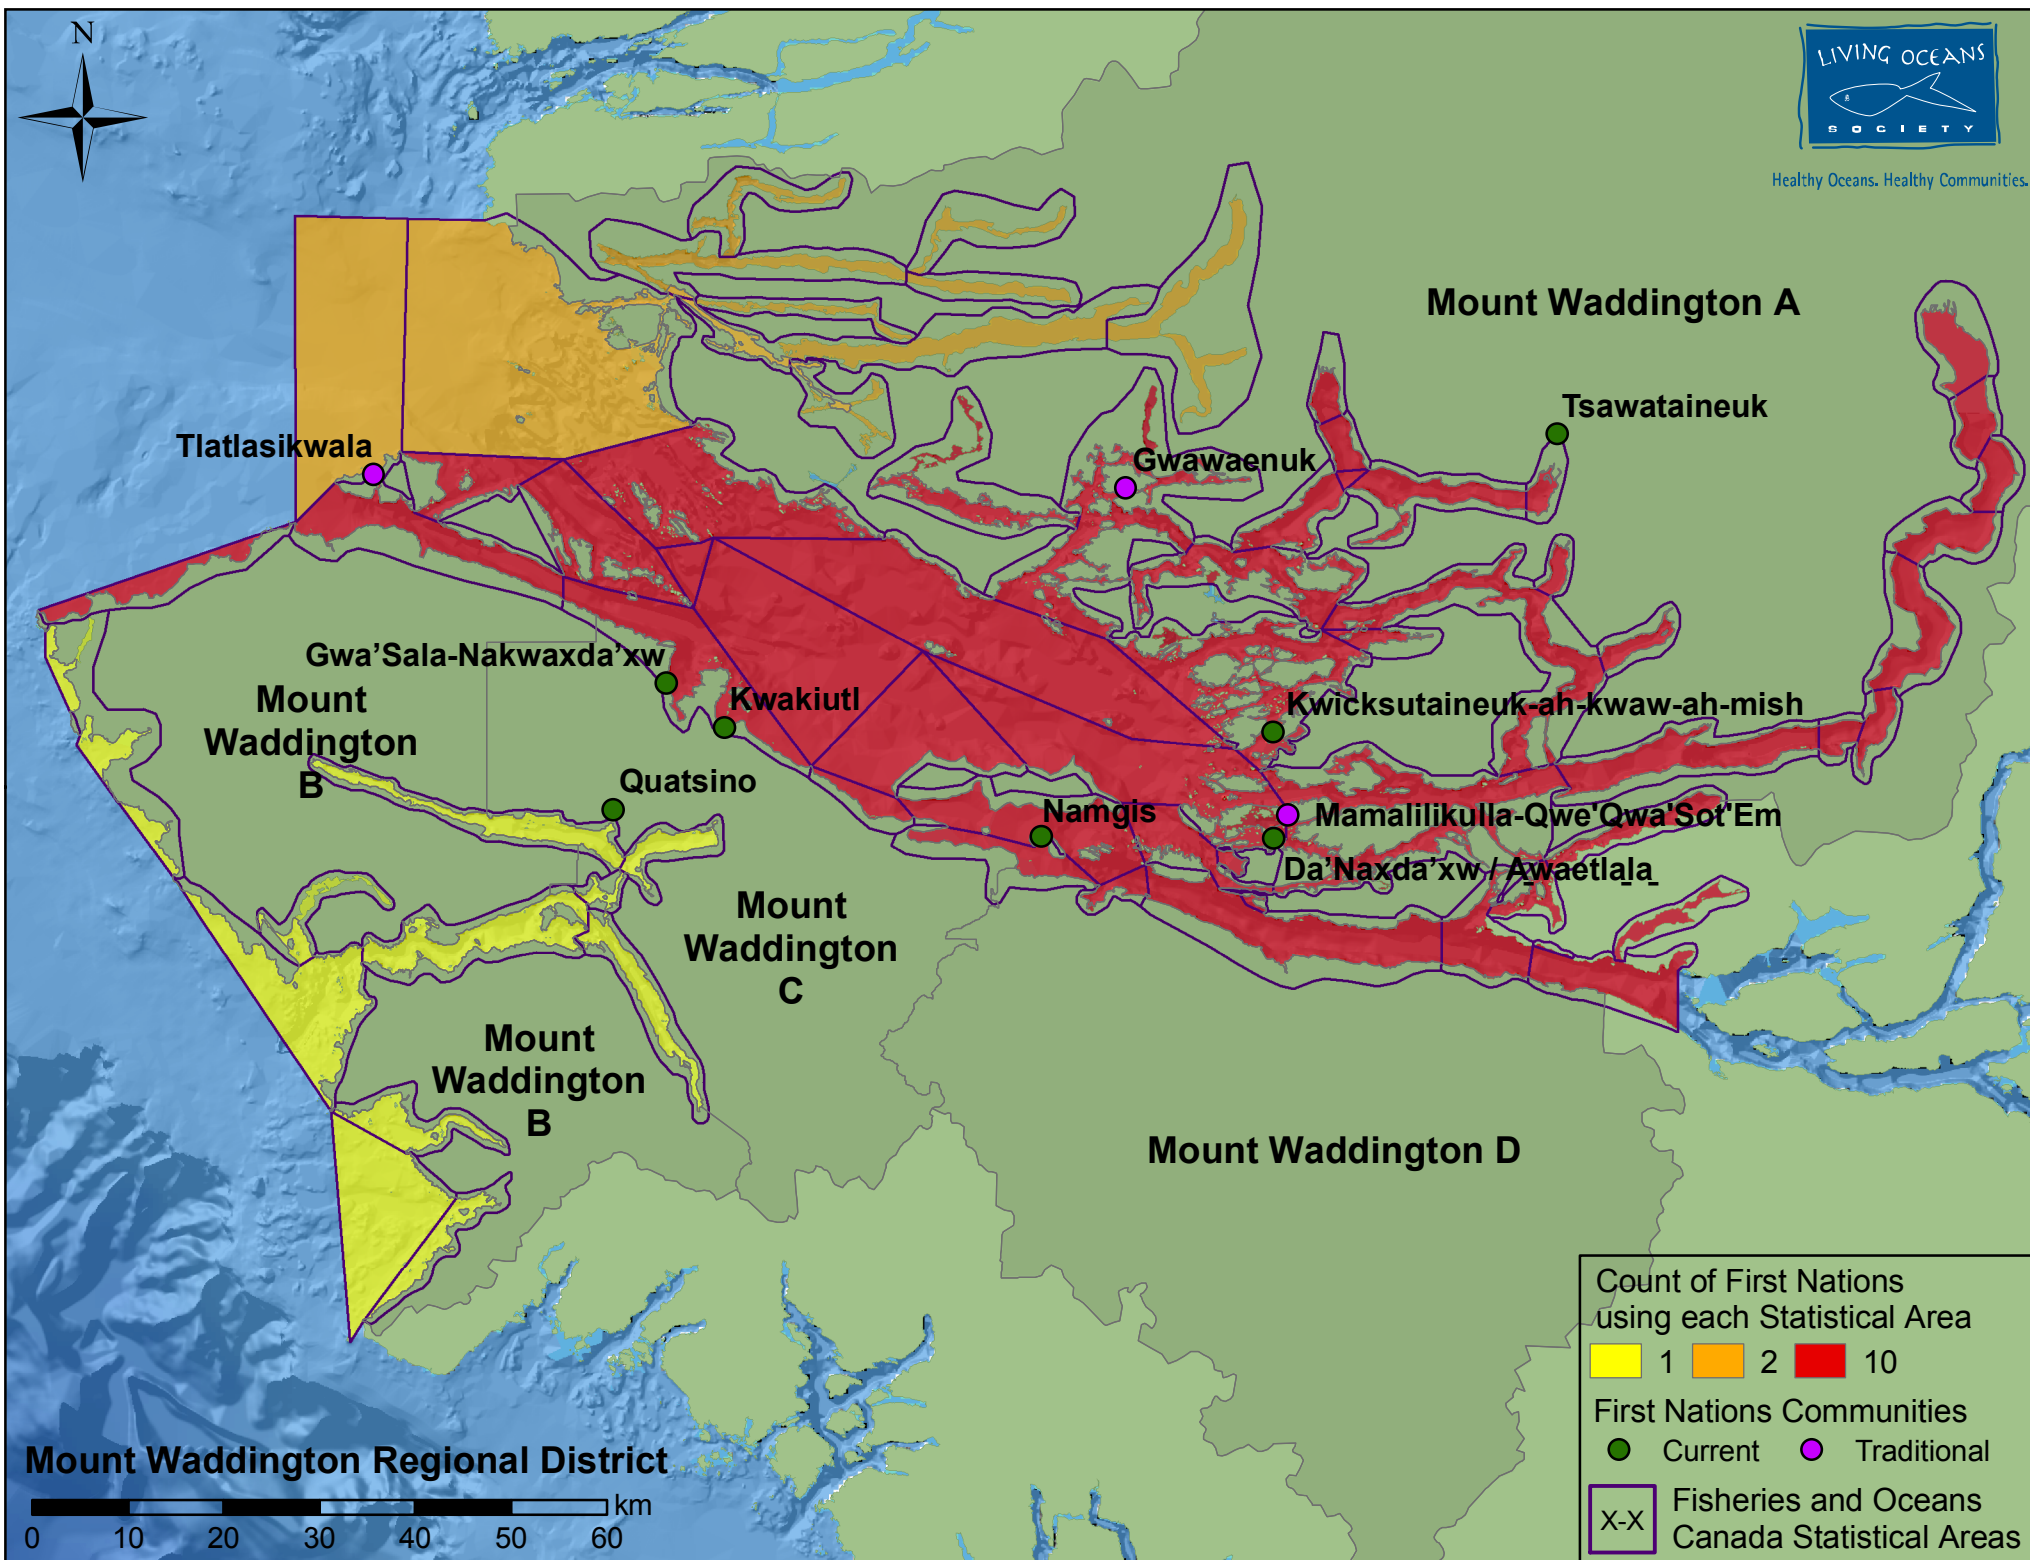 N
LIVING OCEANS
SOCIETY
Healthy Oceans. Healthy Communities.
Mount Waddington A
Tsawataineuk
Tlatlasikwala
Gwawaenuk
Gwa'Sala-Nakwaxda'xw
Mount
Waddington
B
Kwakiutl
Kwicksutaineuk-ah-kwaw-ah-mish
Quatsino
Namgis
Mamalilikulla-Qwe'Qwa'Sot'Em
Da'Naxda'xw / A̱waetła̱la̱
Mount
Waddington
C
Mount
Waddington
B
Mount Waddington D
Count of First Nations
using each Statistical Area
1 2 10
First Nations Communities
Current Traditional
X-X
Fisheries and Oceans
Canada Statistical Areas
Mount Waddington Regional District
km
0 10 20 30 40 50 60